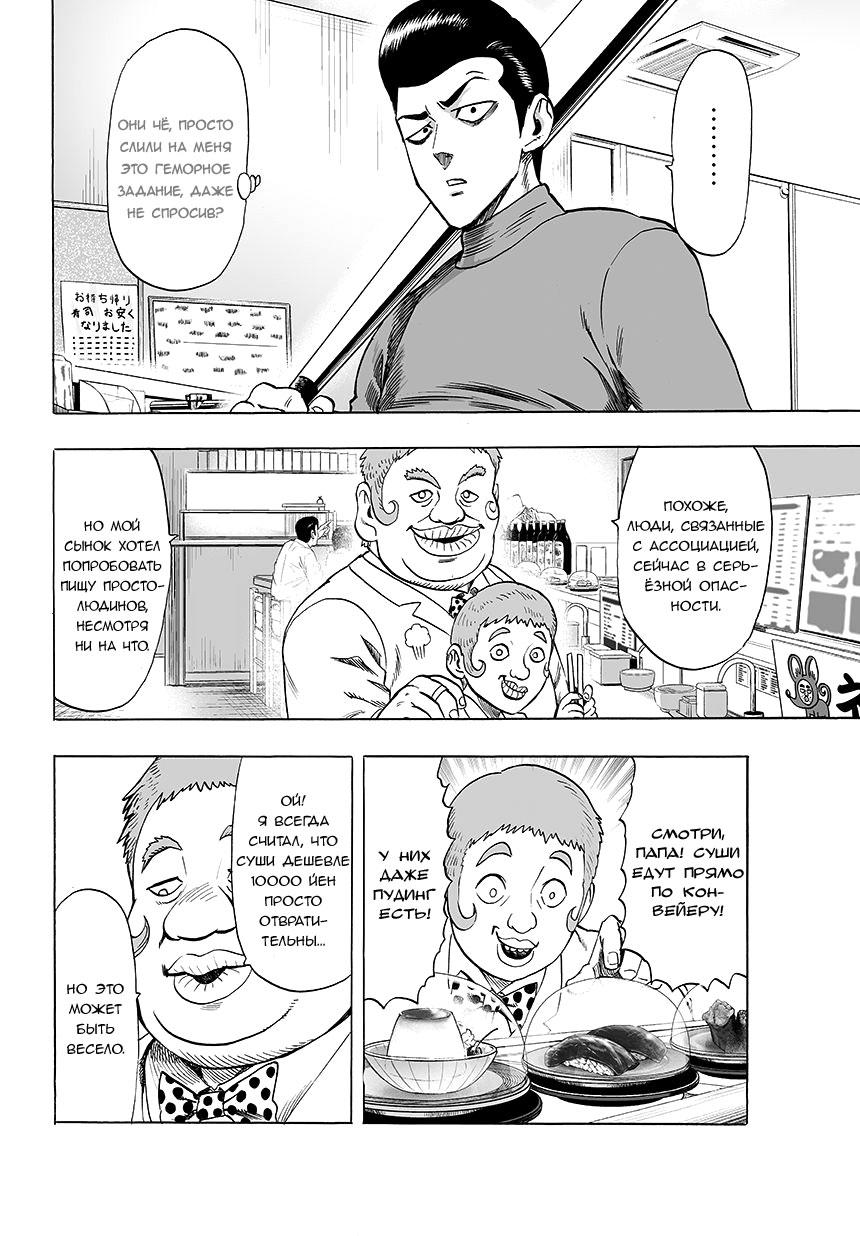 .......
ОНИ ЧЁ, ПРОСТО
СЛИЛИ НА МЕНЯ
ЭТО ГЕМОРНОЕ
ЗАДАНИЕ, ДАЖЕ
НЕ СПРОСИВ?
お持ち帰り
寿司 お安く
なりました
ПОХОЖЕ,
ЛЮДИ, СВЯЗАННЫЕ
С АССОЦИАЦИЕЙ,
СЕЙЧАС В СЕРЬ-
ЁЗНОЙ ОПАС-
НОСТИ.
НО МОЙ
СЫНОК ХОТЕЛ
ПОПРОБОВАТЬ
ПИЩУ ПРОСТО-
ЛЮДИНОВ,
НЕСМОТРЯ
НИ НА ЧТО.
СМОТРИ,
ПАПА! СУШИ
ЕДУТ ПРЯМО
ПО КОН-
ВЕЙЕРУ!
У НИХ
ДАЖЕ
ПУДИНГ
ЕСТЬ!
ОЙ!
Я ВСЕГДА
СЧИТАЛ, ЧТО
СУШИ ДЕШЕВЛЕ
10000 ЙЕН
ПРОСТО
ОТВРАТИ-
ТЕЛЬНЫ...
НО ЭТО
МОЖЕТ
БЫТЬ
ВЕСЕЛО.